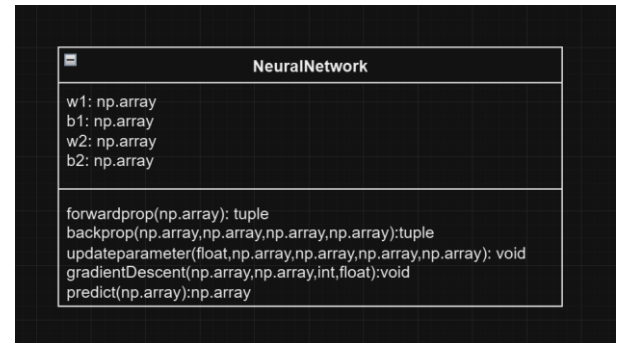 NeuralNetwork
w1: np.array
b1: np.array
w2: np.array
b2: np.array
forwardprop(np.array): tuple
backprop(np.array,np.array,np.array,np.array):tuple
updateparameter(float,np.array,np.array,np.array,np.array): void
gradientDescent(np.array,np.array,int,float):void
predict(np.array):np.array